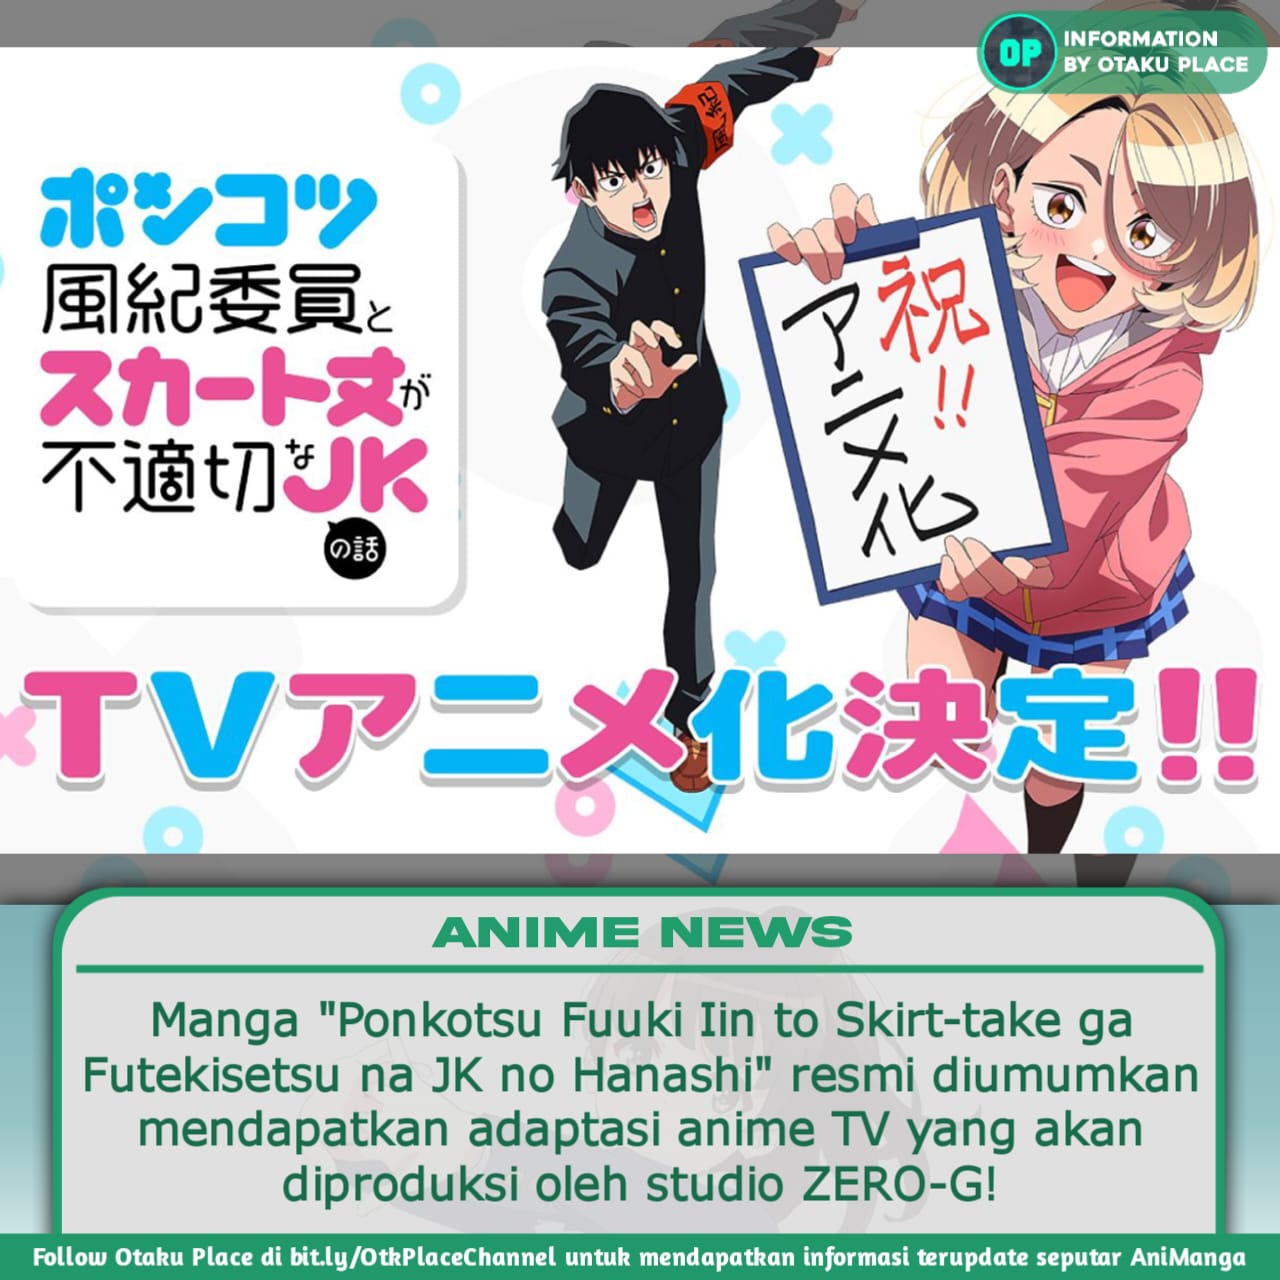 OP
INFORMATION
BY OTAKU PLACE
風紀
ポンコツ
風紀委員と
スカート丈が
不適切なJK
の話
祝!!
アニメ化
TVアニメ化決定!!
ANIME NEWS
Manga "Ponkotsu Fuuki Iin to Skirt-take ga
Futekisetsu na JK no Hanashi" resmi diumumkan
mendapatkan adaptasi anime TV yang akan
diproduksi oleh studio ZERO-G!
Follow Otaku Place di bit.ly/OtkPlaceChannel untuk mendapatkan informasi terupdate seputar AniManga